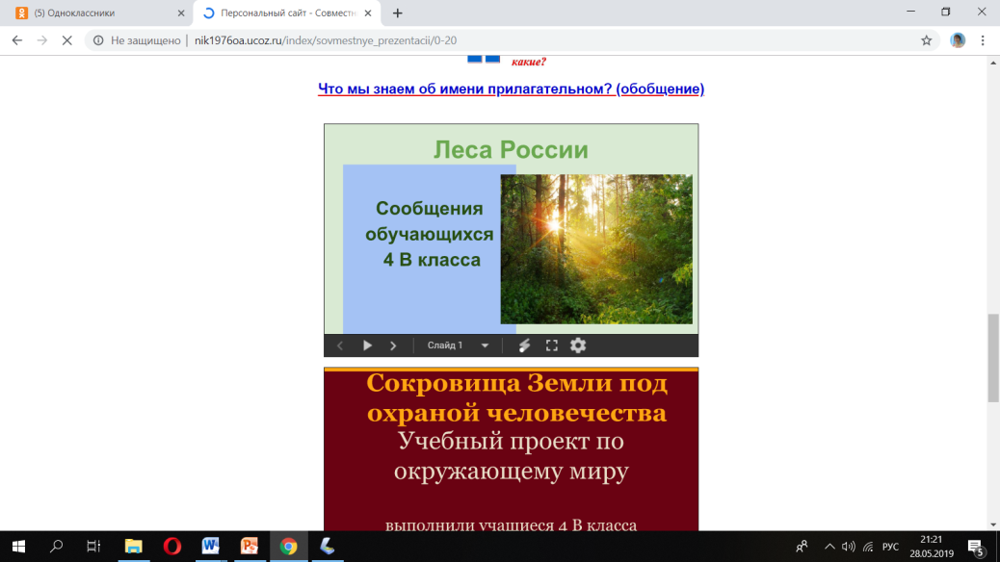 (5) Одноклассники
Персональный сайт - Совместн
Не защищено | nik1976oa.ucoz.ru/index/sovmestnye_prezentacii/0-20
какие?
Что мы знаем об имени прилагательном? (обобщение)
Леса России
Сообщения
обучающихся
4 В класса
Слайд 1
Сокровища Земли под
охраной человечества
Учебный проект по
окружающему миру
выполнили учащиеся 4 В класса
РУС
21:21
28.05.2019
5